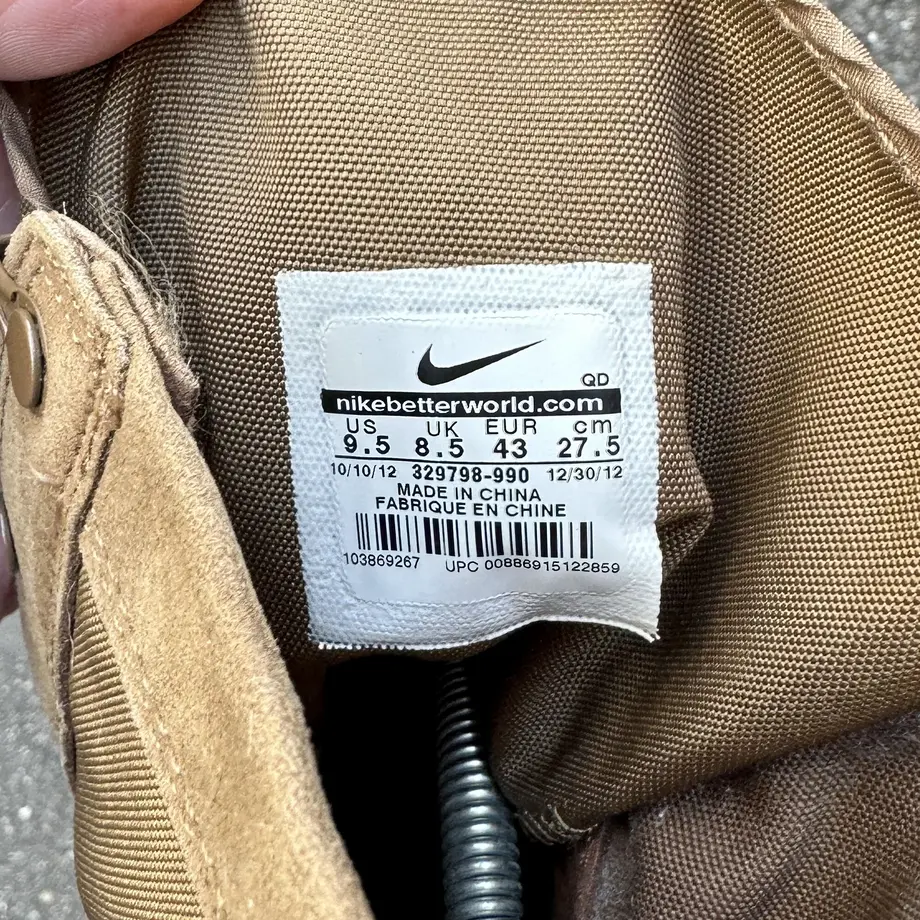 QD
nikebetterworld.com
US UK EUR cm
9.5 8.5 43 27.5
10/10/12 329798-990 12/30/12
MADE IN CHINA
FABRIQUE EN CHINE
103869267 UPC 00886915122859